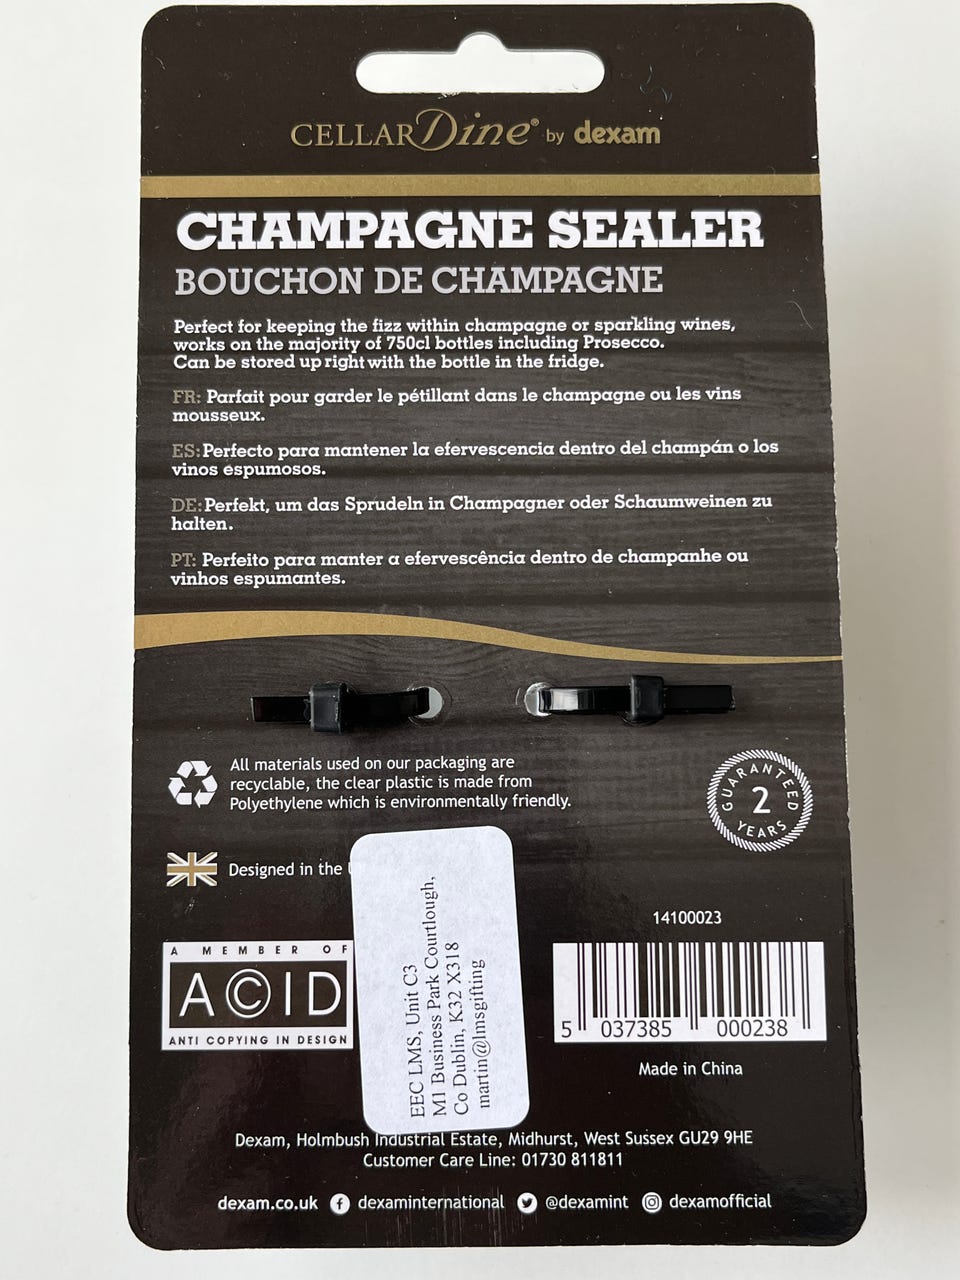 CELLARDine® by dexam
CHAMPAGNE SEALER
BOUCHON DE CHAMPAGNE
Perfect for keeping the fizz within champagne or sparkling wines,
works on the majority of 750cl bottles including Prosecco.
Can be stored up right with the bottle in the fridge.
FR: Parfait pour garder le pétillant dans le champagne ou les vins
mousseux.
ES: Perfecto para mantener la efervescencia dentro del champán o los
vinos espumosos.
DE: Perfekt, um das Sprudeln in Champagner oder Schaumweinen zu
halten.
PT: Perfeito para manter a efervescência dentro de champanhe ou
vinhos espumantes.
All materials used on our packaging are
recyclable, the clear plastic is made from
Polyethylene which is environmentally friendly.
GUARANTEED
2
YEARS
Designed in the
14100023
A MEMBER OF
A©ID
ANTI COPYING IN DESIGN
EEC LMS, Unit C3
M1 Business Park Courtlough,
Co Dublin, K32 X318
martin@lmsgifting
5 037385 000238
Made in China
Dexam, Holmbush Industrial Estate, Midhurst, West Sussex GU29 9HE
Customer Care Line: 01730 811811
dexam.co.uk dexaminternational @dexamint dexamofficial